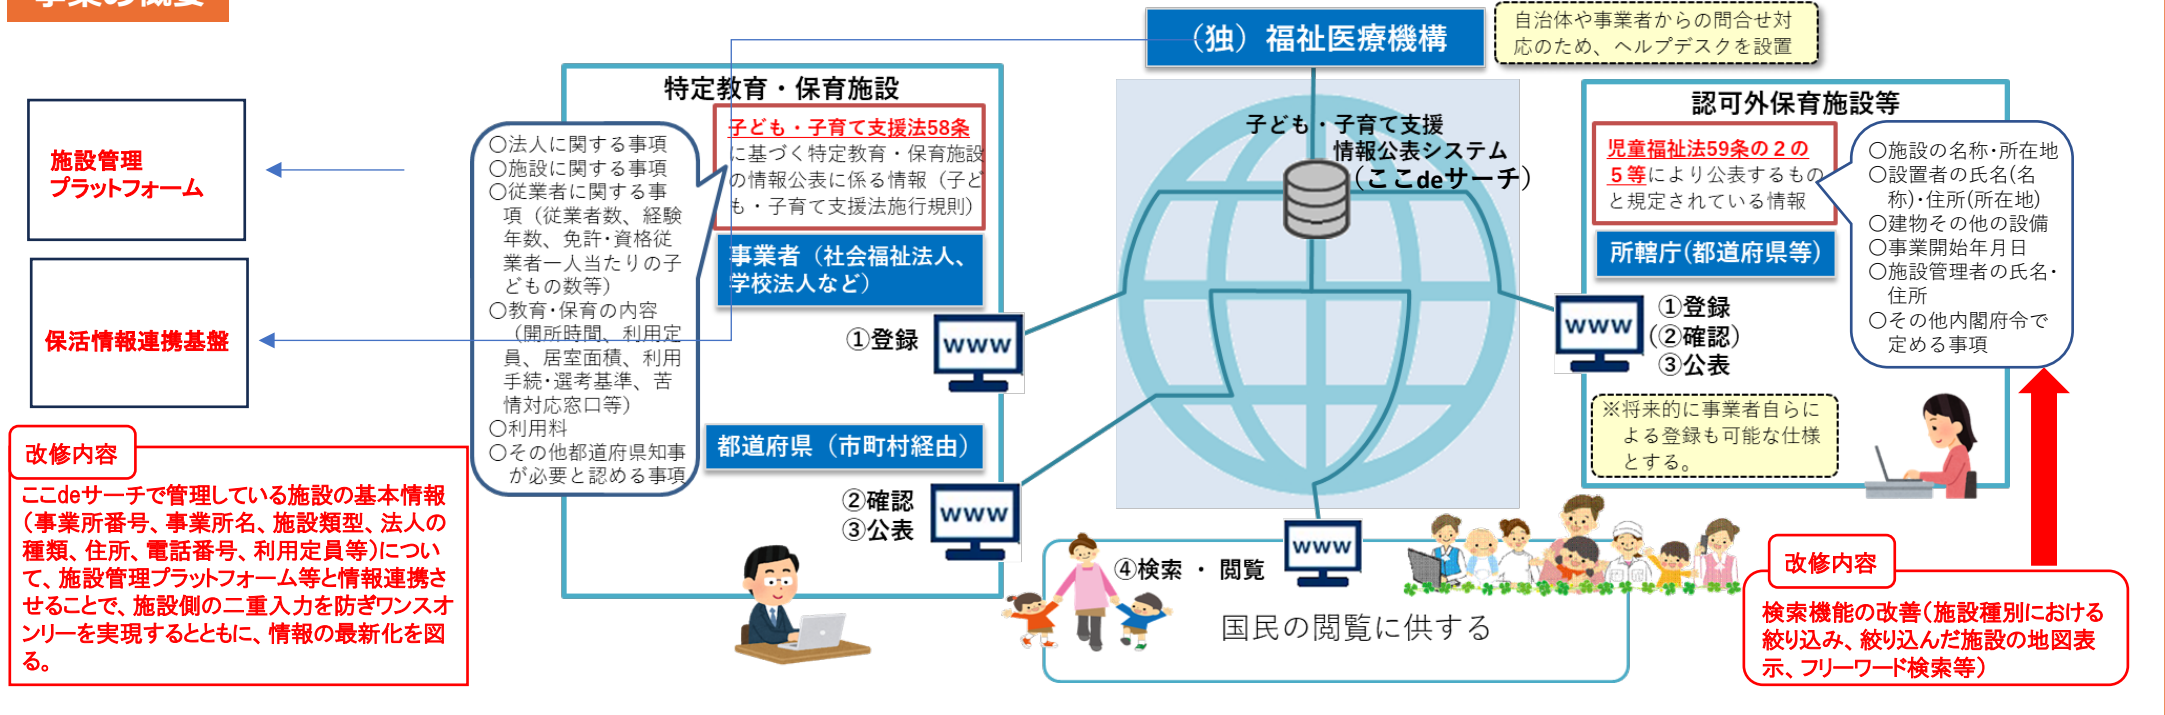 事業の概要
（独）福祉医療機構
自治体や事業者からの問合せ対
応のため、ヘルプデスクを設置
施設管理
プラットフォーム
保活情報連携基盤
改修内容
ここdeサーチで管理している施設の基本情報
（事業所番号、事業所名、施設類型、法人の
種類、住所、電話番号、利用定員等）につい
て、施設管理プラットフォーム等と情報連携さ
せることで、施設側の二重入力を防ぎワンスオ
ンリーを実現するとともに、情報の最新化を図
る。
特定教育・保育施設
〇法人に関する事項
〇施設に関する事項
〇従業者に関する事
項（従業者数、経験
年数、免許・資格従
業者一人当たりの子
どもの数等）
〇教育・保育の内容
（開所時間、利用定
員、居室面積、利用
手続・選考基準、苦
情対応窓口等）
〇利用料
〇その他都道府県知事
が必要と認める事項
子ども・子育て支援法58条
に基づく特定教育・保育施設
の情報公表に係る情報（子ど
も・子育て支援法施行規則）
事業者（社会福祉法人、
学校法人など）
①登録
www
都道府県（市町村経由）
②確認
③公表
www
子ども・子育て支援
情報公表システム
（ここdeサーチ）
④検索 ・ 閲覧
www
国民の閲覧に供する
認可外保育施設等
児童福祉法59条の２の
５等により公表するもの
と規定されている情報
所轄庁(都道府県等)
www
①登録
（②確認）
③公表
〇施設の名称・所在地
〇設置者の氏名(名
称)・住所(所在地)
〇建物その他の設備
〇事業開始年月日
〇施設管理者の氏名・
住所
〇その他内閣府令で
定める事項
※将来的に事業者自らに
よる登録も可能な仕様
とする。
改修内容
検索機能の改善（施設種別における
絞り込み、絞り込んだ施設の地図表
示、フリーワード検索等）